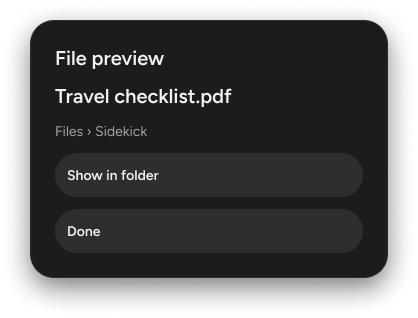 File preview
Travel checklist.pdf
Files › Sidekick
Show in folder
Done